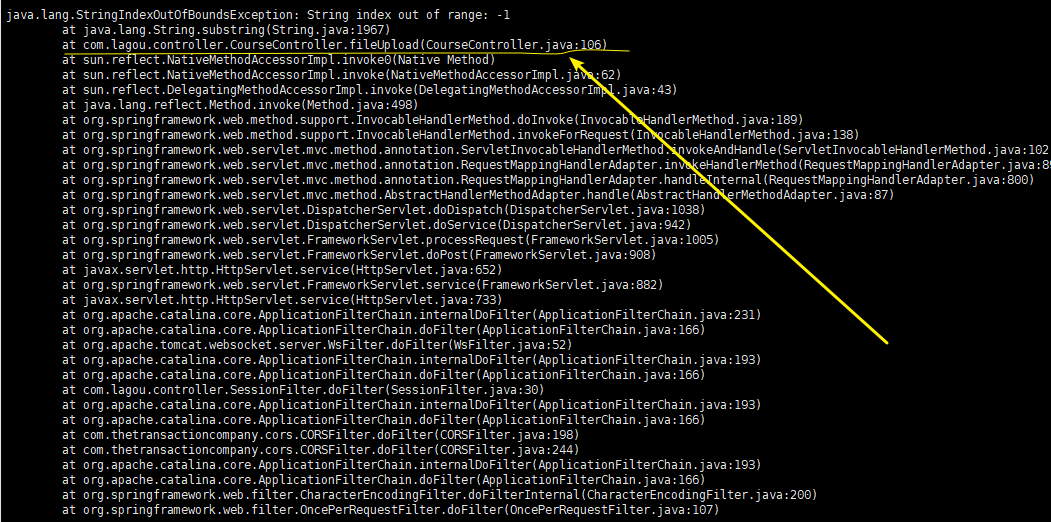 java.lang.StringIndexOutOfBoundsException: String index out of range: -1
at java.lang.String.substring(String.java:1967)
at com.lagou.controller.CourseController.fileUpload(CourseController.java:106)
at sun.reflect.NativeMethodAccessorImpl.invoke0(Native Method)
at sun.reflect.NativeMethodAccessorImpl.invoke(NativeMethodAccessorImpl.java:62)
at sun.reflect.DelegatingMethodAccessorImpl.invoke(DelegatingMethodAccessorImpl.java:43)
at java.lang.reflect.Method.invoke(Method.java:498)
at org.springframework.web.method.support.InvocableHandlerMethod.doInvoke(InvocableHandlerMethod.java:189)
at org.springframework.web.method.support.InvocableHandlerMethod.invokeForRequest(InvocableHandlerMethod.java:138)
at org.springframework.web.servlet.mvc.method.annotation.ServletInvocableHandlerMethod.invokeAndHandle(ServletInvocableHandlerMethod.java:102
at org.springframework.web.servlet.mvc.method.annotation.RequestMappingHandlerAdapter.invokeHandlerMethod(RequestMappingHandlerAdapter.java:89
at org.springframework.web.servlet.mvc.method.annotation.RequestMappingHandlerAdapter.handleInternal(RequestMappingHandlerAdapter.java:800)
at org.springframework.web.servlet.mvc.method.AbstractHandlerMethodAdapter.handle(AbstractHandlerMethodAdapter.java:87)
at org.springframework.web.servlet.DispatcherServlet.doDispatch(DispatcherServlet.java:1038)
at org.springframework.web.servlet.DispatcherServlet.doService(DispatcherServlet.java:942)
at org.springframework.web.servlet.FrameworkServlet.processRequest(FrameworkServlet.java:1005)
at org.springframework.web.servlet.FrameworkServlet.doPost(FrameworkServlet.java:908)
at javax.servlet.http.HttpServlet.service(HttpServlet.java:652)
at org.springframework.web.servlet.FrameworkServlet.service(FrameworkServlet.java:882)
at javax.servlet.http.HttpServlet.service(HttpServlet.java:733)
at org.apache.catalina.core.ApplicationFilterChain.internalDoFilter(ApplicationFilterChain.java:231)
at org.apache.catalina.core.ApplicationFilterChain.doFilter(ApplicationFilterChain.java:166)
at org.apache.tomcat.websocket.server.WsFilter.doFilter(WsFilter.java:52)
at org.apache.catalina.core.ApplicationFilterChain.internalDoFilter(ApplicationFilterChain.java:193)
at org.apache.catalina.core.ApplicationFilterChain.doFilter(ApplicationFilterChain.java:166)
at com.lagou.controller.SessionFilter.doFilter(SessionFilter.java:30)
at org.apache.catalina.core.ApplicationFilterChain.internalDoFilter(ApplicationFilterChain.java:193)
at org.apache.catalina.core.ApplicationFilterChain.doFilter(ApplicationFilterChain.java:166)
at com.thetransactioncompany.cors.CORSFilter.doFilter(CORSFilter.java:198)
at com.thetransactioncompany.cors.CORSFilter.doFilter(CORSFilter.java:244)
at org.apache.catalina.core.ApplicationFilterChain.internalDoFilter(ApplicationFilterChain.java:193)
at org.apache.catalina.core.ApplicationFilterChain.doFilter(ApplicationFilterChain.java:166)
at org.springframework.web.filter.CharacterEncodingFilter.doFilterInternal(CharacterEncodingFilter.java:200)
at org.springframework.web.filter.OncePerRequestFilter.doFilter(OncePerRequestFilter.java:107)